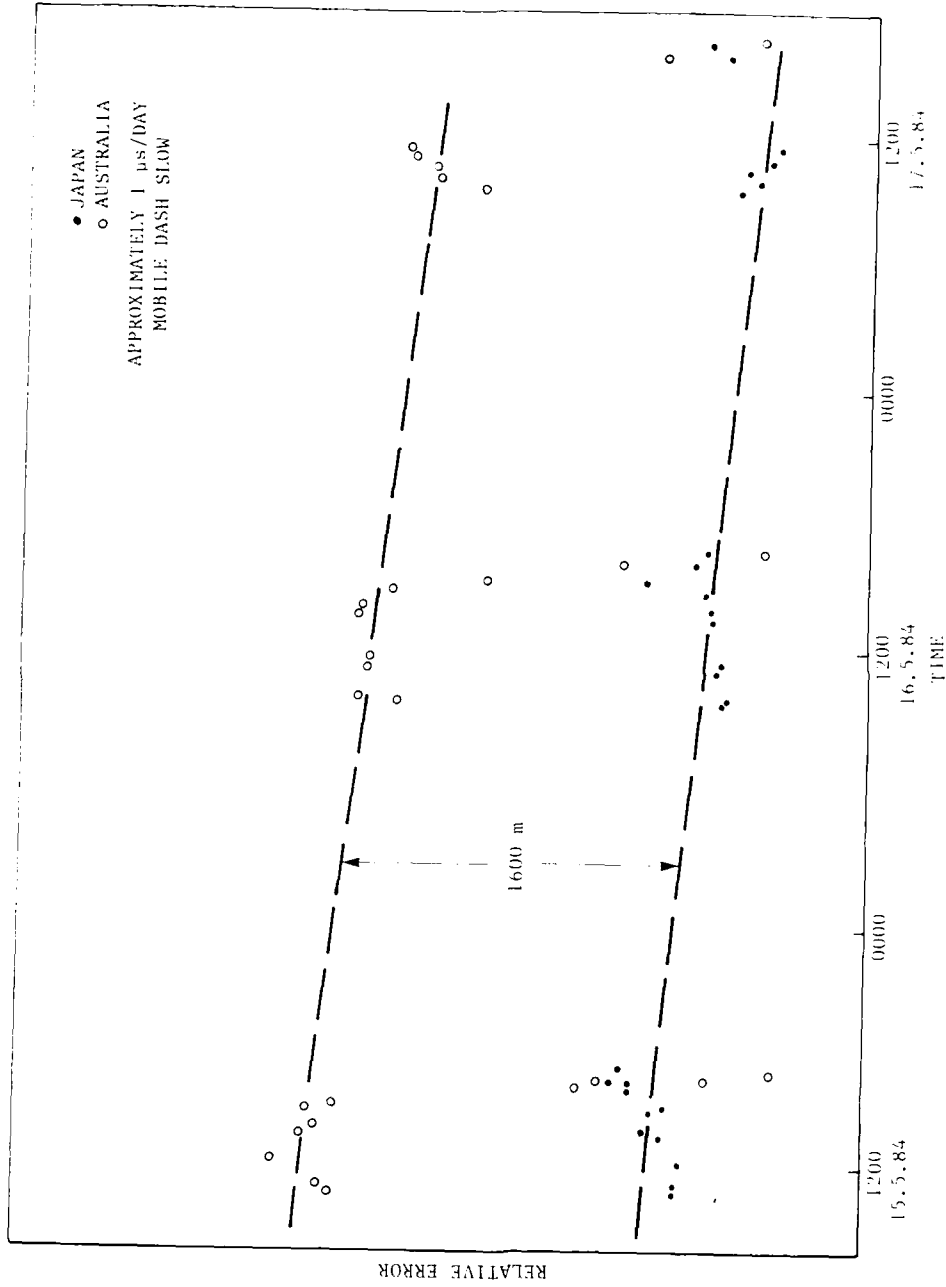 • JAPAN
o AUSTRALIA
APPROXIMATELY 1 µs/DAY
MOBILE DASH SLOW
1600 m
RELATIVE ERROR
1200 0000 1200 0000 1200
15.5.84 16.5.84 17.5.84
TIME